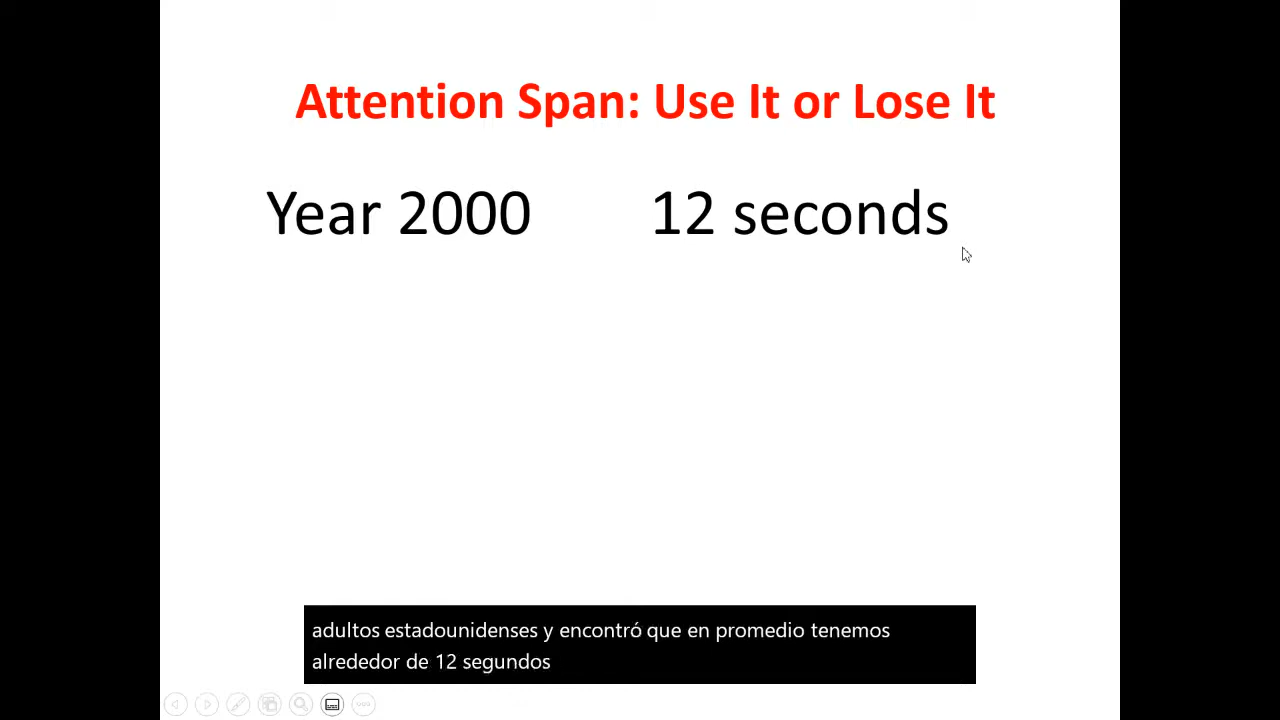 Attention Span: Use It or Lose It
Year 2000 12 seconds
adultos estadounidenses y encontró que en promedio tenemos
alrededor de 12 segundos